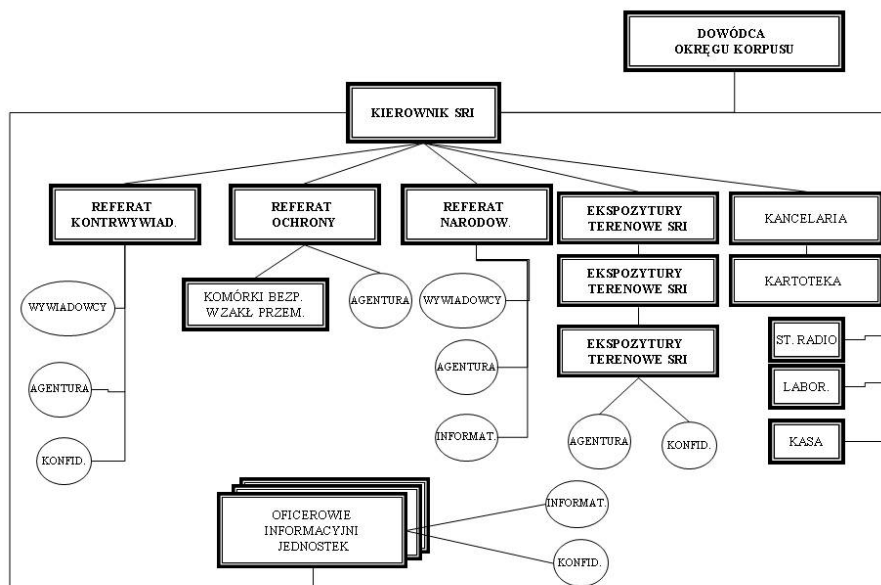 DOWÓDCA
OKRĘGU KORPUSU
KIEROWNIK SRI
REFERAT
KONTRWYWIAD.
REFERAT
OCHRONY
REFERAT
NARODOW.
EKSPOZYTURY
TERENOWE SRI
KANCELARIA
KOMÓRKI BEZP.
W ZAKŁ PRZEM.
EKSPOZYTURY
TERENOWE SRI
KARTOTEKA
WYWIADOWCY
AGENTURA
WYWIADOWCY
EKSPOZYTURY
TERENOWE SRI
ST. RADIO
AGENTURA
AGENTURA
LABOR.
KONFID.
INFORMAT.
AGENTURA
KONFID.
KASA
OFICEROWIE
INFORMACYJNI
JEDNOSTEK
INFORMAT.
KONFID.